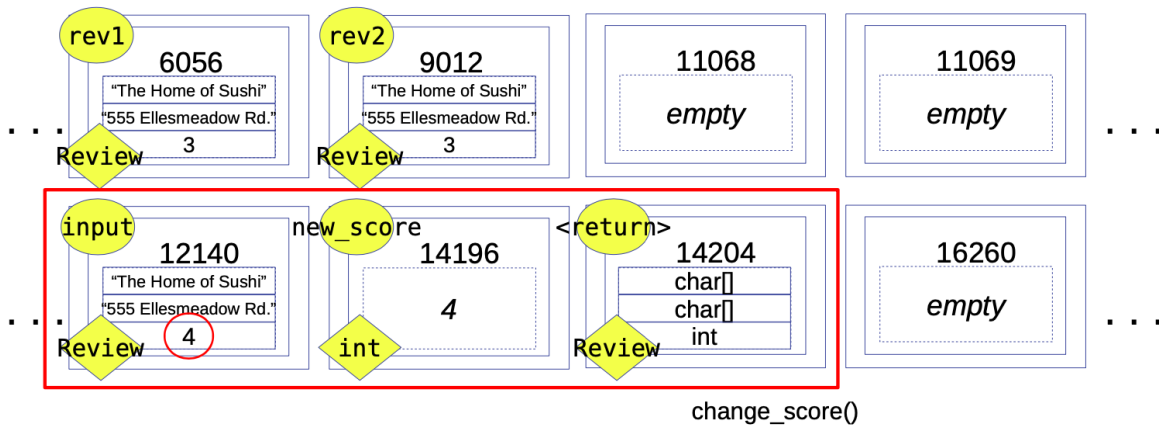 rev1
6056
“The Home of Sushi”
“555 Ellesmeadow Rd.”
3
Review
rev2
9012
“The Home of Sushi”
“555 Ellesmeadow Rd.”
3
Review
11068
empty
11069
empty
...
...
input
12140
“The Home of Sushi”
“555 Ellesmeadow Rd.”
4
Review
new_score
14196
4
int
<return>
14204
char[]
char[]
int
Review
16260
empty
...
...
change_score()